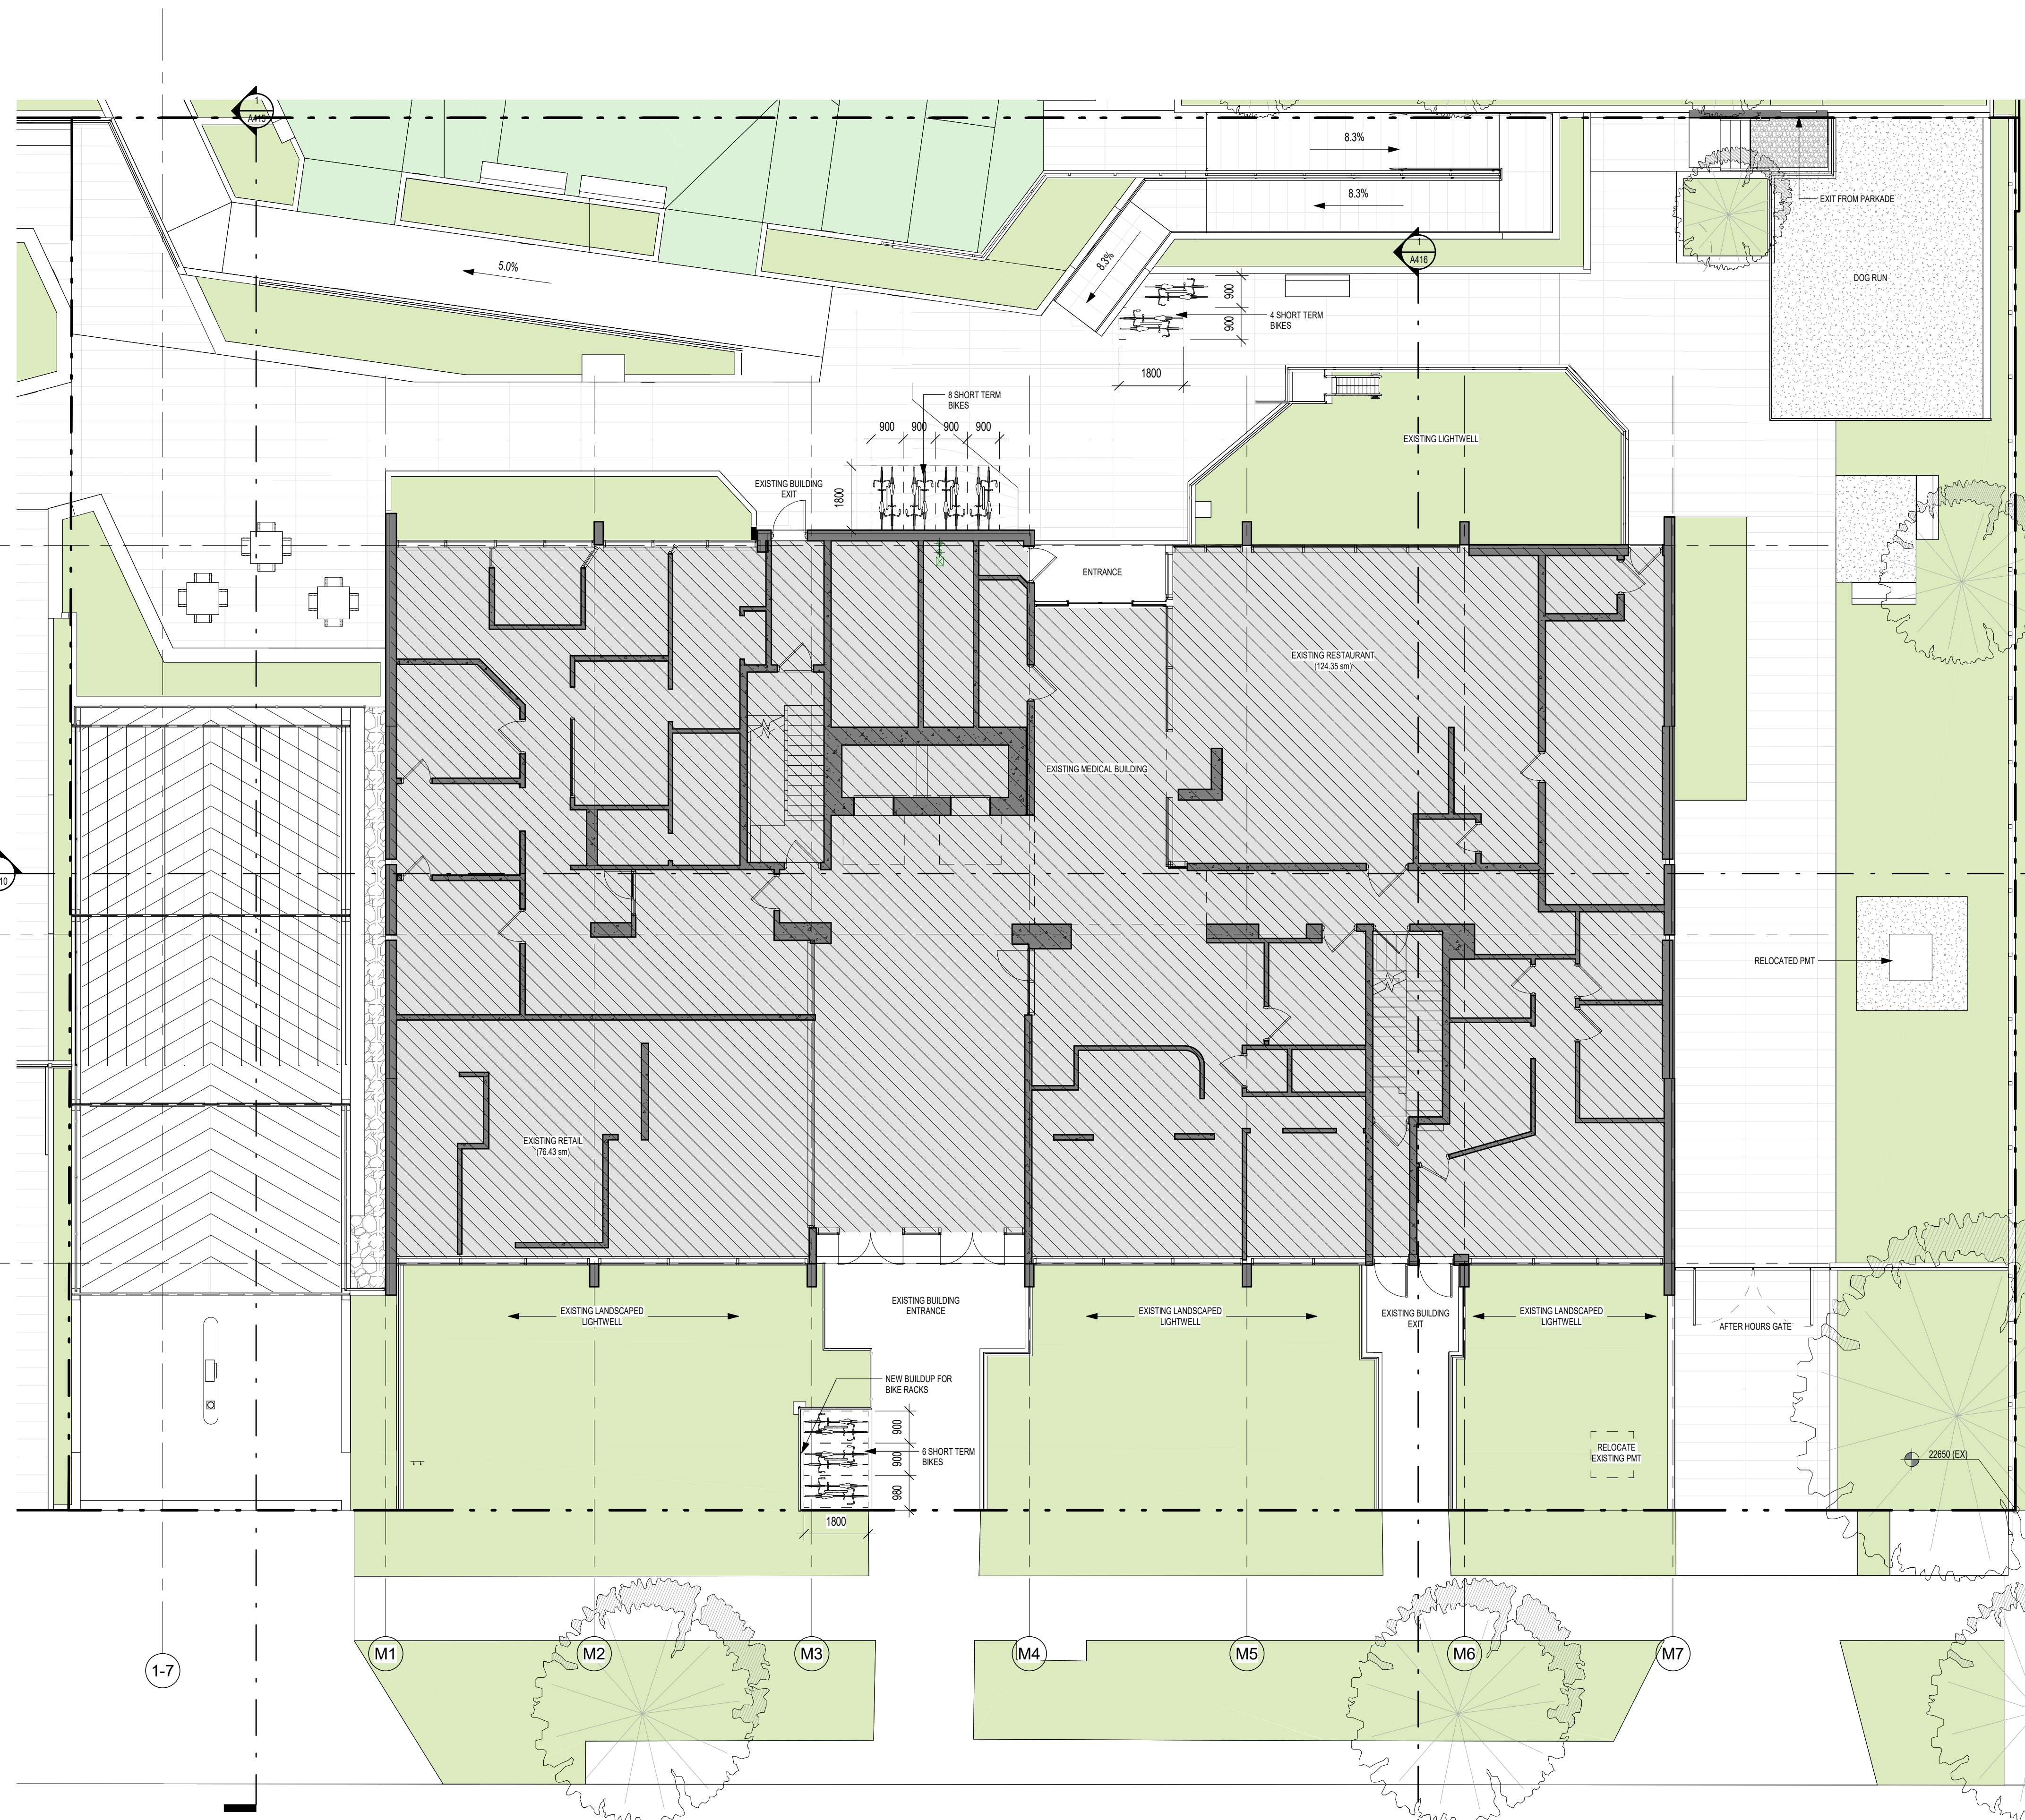 1
A415
8.3%
8.3%
EXIT FROM PARKADE
1
A416
8.3%
5.0%
DOG RUN
900
900
4 SHORT TERM
BIKES
1800
8 SHORT TERM
BIKES
900
900
900
900
EXISTING LIGHTWELL
EXISTING BUILDING
EXIT
1800
ENTRANCE
EXISTING RESTAURANT
(124.35 sm)
EXISTING MEDICAL BUILDING
10
RELOCATED PMT
EXISTING RETAIL
(76.43 sm)
EXISTING BUILDING
ENTRANCE
EXISTING LANDSCAPED
LIGHTWELL
EXISTING LANDSCAPED
LIGHTWELL
EXISTING BUILDING
EXIT
EXISTING LANDSCAPED
LIGHTWELL
AFTER HOURS GATE
NEW BUILDUP FOR
BIKE RACKS
900
900
980
6 SHORT TERM
BIKES
RELOCATE
EXISTING PMT
22650 (EX)
1800
1-7
M1
M2
M3
M4
M5
M6
M7